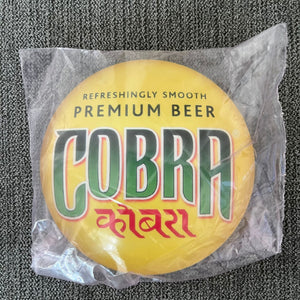 REFRESHINGLY SMOOTH
PREMIUM BEER
COBRA
कोबरा